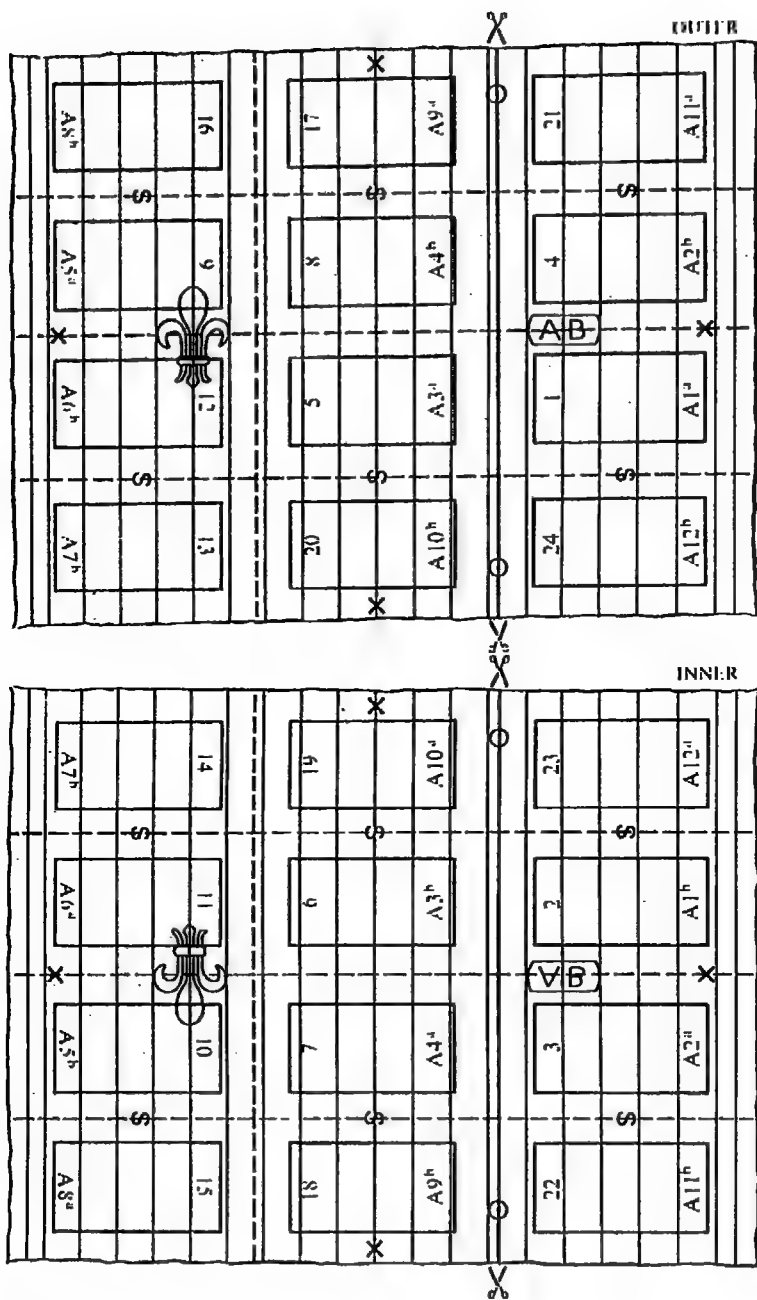 OUTER
A8ᵇ 16 17 A9ᵃ 21 A11ᵃ
S S S
A5ᵃ 9 8 A4ᵇ 4 A2ᵇ
AB
A6ᵇ 12 5 A3ᵃ 1 A1ᵃ
S S S
A7ᵇ 13 20 A10ᵇ 24 A12ᵇ
INNER
A7ᵇ 14 19 A10ᵃ 23 A12ᵃ
S S S
A6ᵃ 11 6 A3ᵇ 2 A1ᵇ
AB
A5ᵇ 10 7 A4ᵃ 3 A2ᵃ
S S S
A8ᵃ 15 18 A9ᵇ 22 A11ᵇ